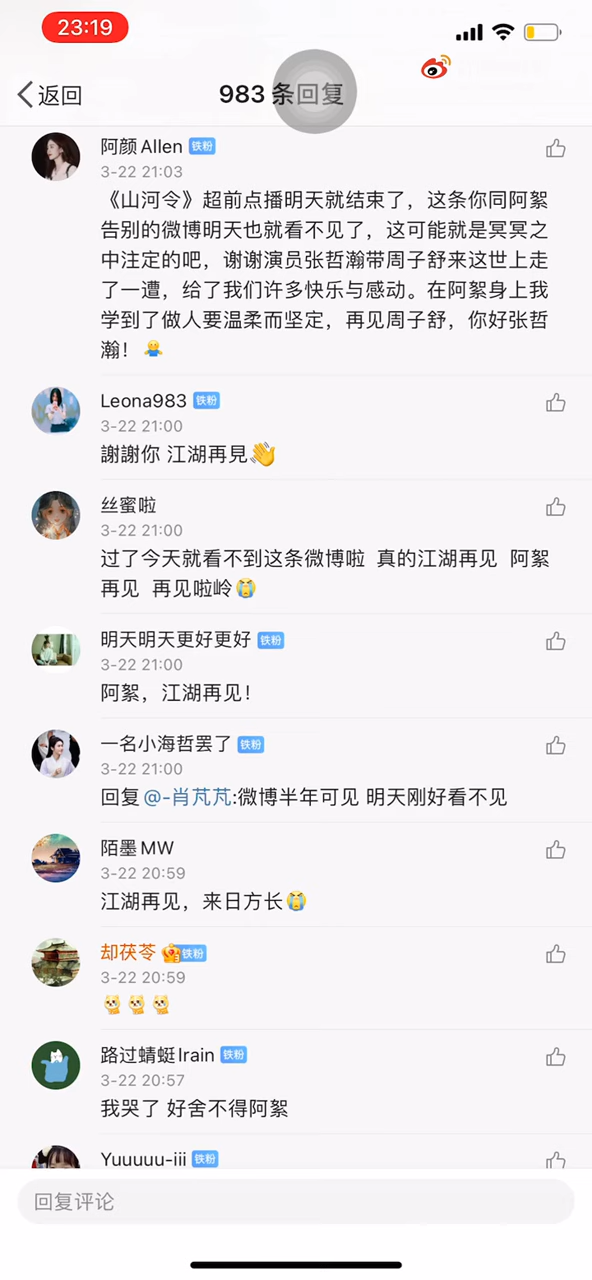 23:19
返回
983 条回复
阿颜Allen 铁粉
3-22 21:03
《山河令》超前点播明天就结束了，这条你同阿絮
告别的微博明天也就看不见了，这可能就是冥冥之
中注定的吧，谢谢演员张哲瀚带周子舒来这世上走
了一遭，给了我们许多快乐与感动。在阿絮身上我
学到了做人要温柔而坚定，再见周子舒，你好张哲
瀚！
Leona983 铁粉
3-22 21:00
謝謝你 江湖再見
丝蜜啦
3-22 21:00
过了今天就看不到这条微博啦 真的江湖再见 阿絮
再见 再见啦岭
明天明天更好更好 铁粉
3-22 21:00
阿絮，江湖再见！
一名小海哲罢了 铁粉
3-22 21:00
回复@-肖芃芃:微博半年可见 明天刚好看不见
陌墨MW
3-22 20:59
江湖再见，来日方长
却茯苓 铁粉
3-22 20:59
路过蜻蜓Irain 铁粉
3-22 20:57
我哭了 好舍不得阿絮
Yuuuuu-iii 铁粉
回复评论